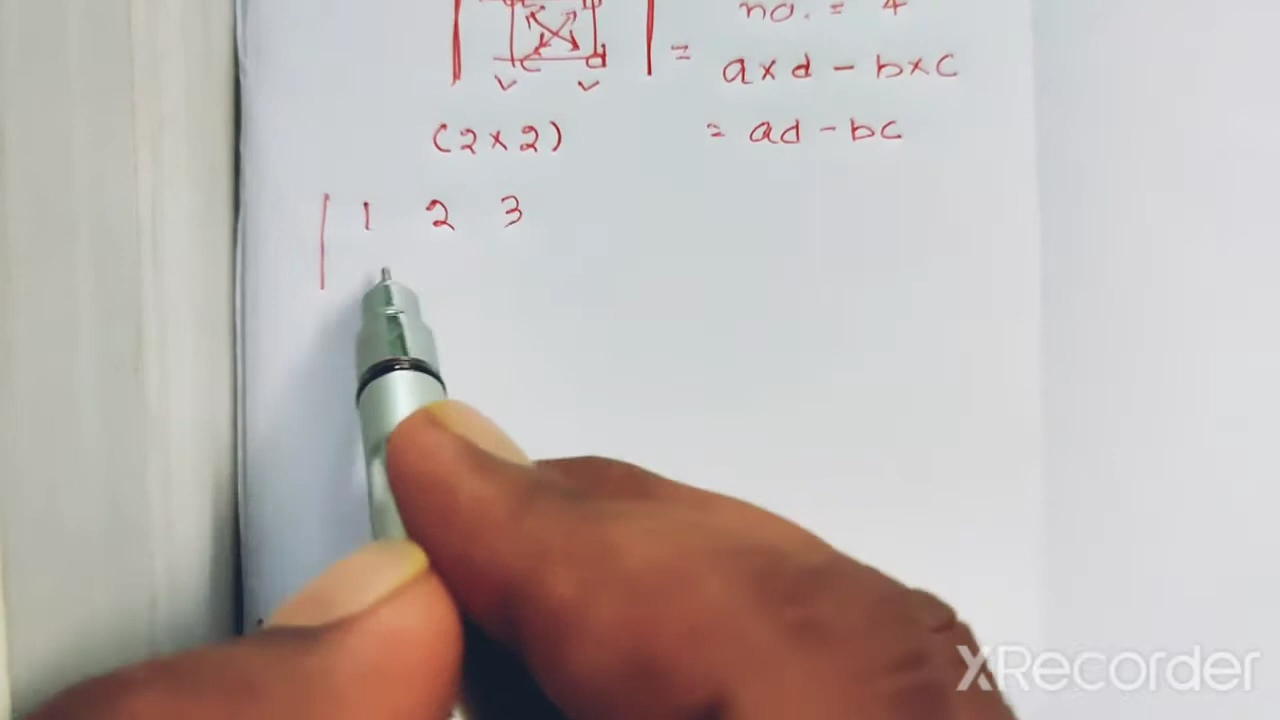 no. = 4
c d = a×d - b×c
(2×2) = ad - bc
1 2 3
XRecorder